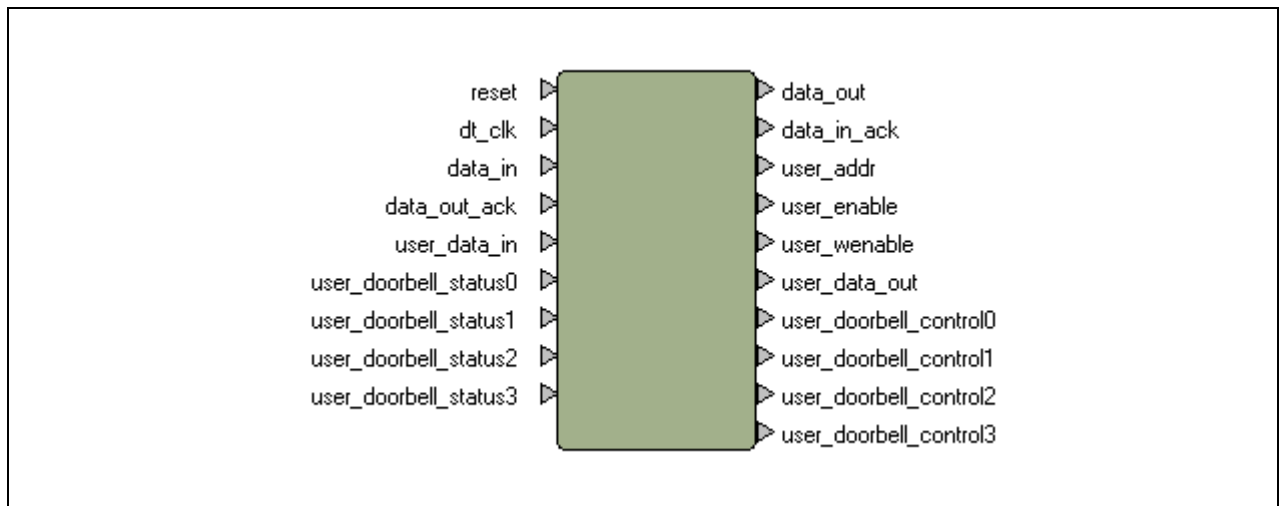 reset
dt_clk
data_in
data_out_ack
user_data_in
user_doorbell_status0
user_doorbell_status1
user_doorbell_status2
user_doorbell_status3
data_out
data_in_ack
user_addr
user_enable
user_wenable
user_data_out
user_doorbell_control0
user_doorbell_control1
user_doorbell_control2
user_doorbell_control3